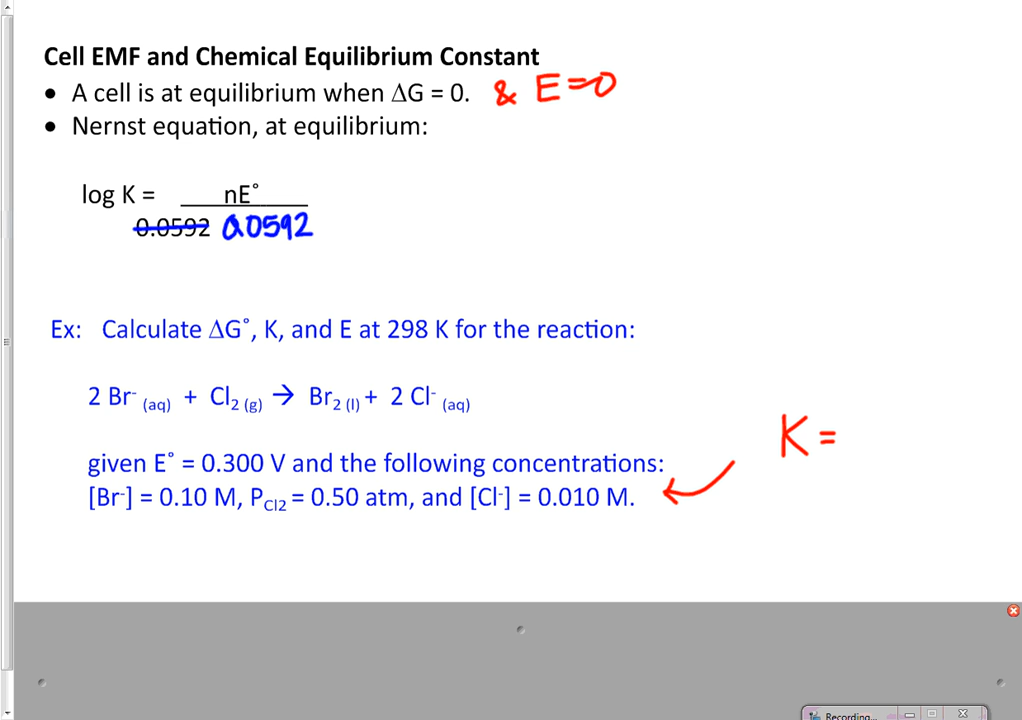 Cell EMF and Chemical Equilibrium Constant
• A cell is at equilibrium when ΔG = 0. & E=0
• Nernst equation, at equilibrium:
log K = nE°
0.0592 0.0592
Ex: Calculate ΔG°, K, and E at 298 K for the reaction:
2 Br⁻ (aq) + Cl₂ (g) → Br₂ (l) + 2 Cl⁻ (aq)
K =
given E° = 0.300 V and the following concentrations:
[Br⁻] = 0.10 M, P_Cl2 = 0.50 atm, and [Cl⁻] = 0.010 M.
Recording...